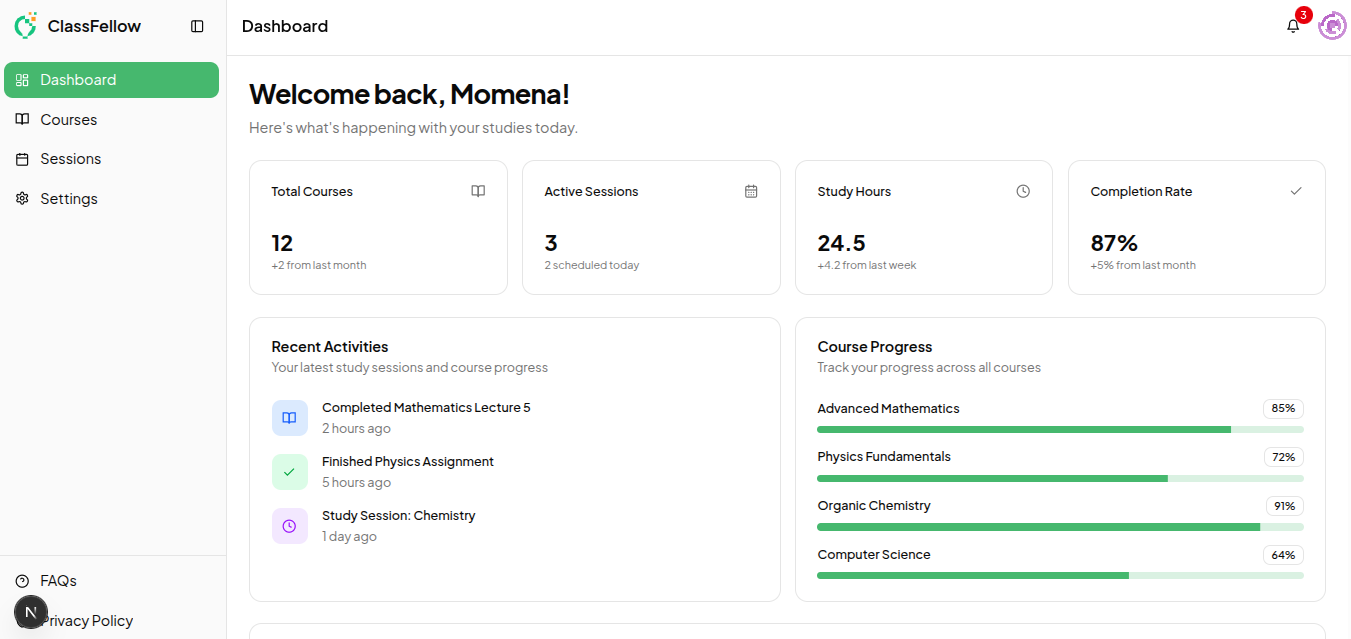 ClassFellow
Dashboard
Courses
Sessions
Settings
FAQs
N
Privacy Policy
Dashboard
3
Welcome back, Momena!
Here's what's happening with your studies today.
Total Courses
12
+2 from last month
Active Sessions
3
2 scheduled today
Study Hours
24.5
+4.2 from last week
Completion Rate
87%
+5% from last month
Recent Activities
Your latest study sessions and course progress
Completed Mathematics Lecture 5
2 hours ago
Finished Physics Assignment
5 hours ago
Study Session: Chemistry
1 day ago
Course Progress
Track your progress across all courses
Advanced Mathematics 85%
Physics Fundamentals 72%
Organic Chemistry 91%
Computer Science 64%